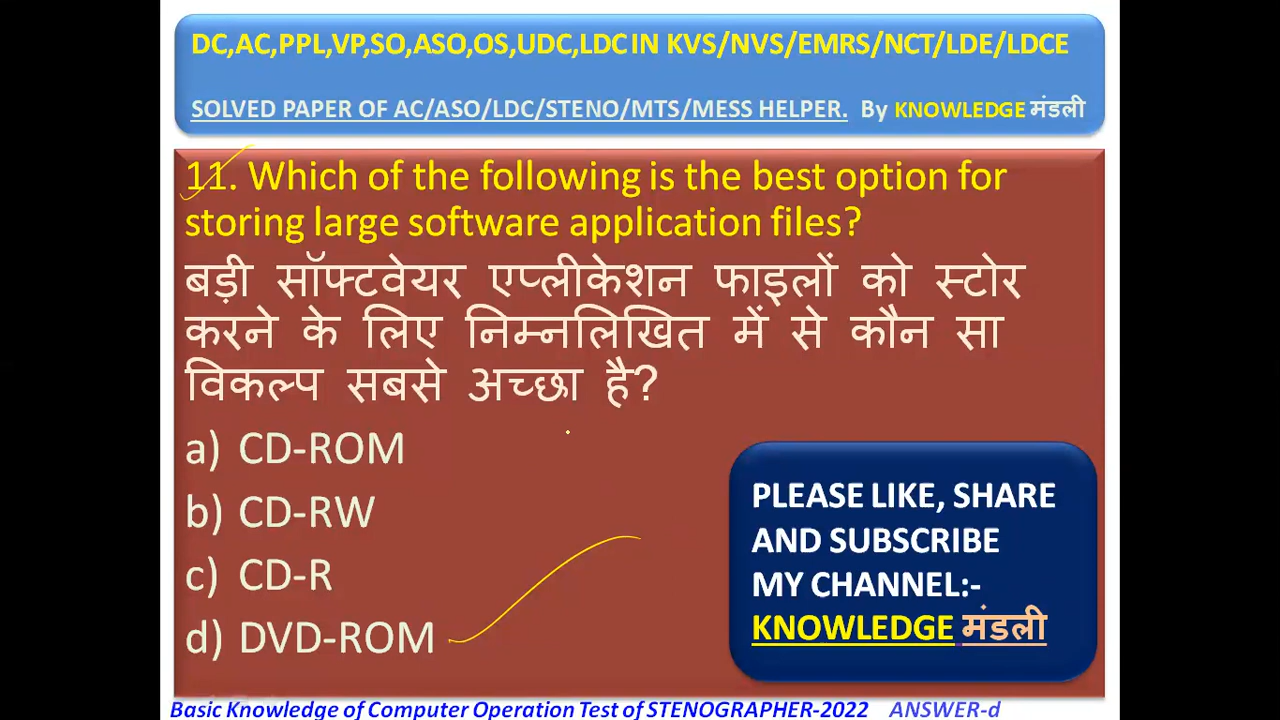 DC,AC,PPL,VP,SO,ASO,OS,UDC,LDC IN KVS/NVS/EMRS/NCT/LDE/LDCE
SOLVED PAPER OF AC/ASO/LDC/STENO/MTS/MESS HELPER. By KNOWLEDGE मंडली
11. Which of the following is the best option for
storing large software application files?
बड़ी सॉफ्टवेयर एप्लीकेशन फाइलों को स्टोर
करने के लिए निम्नलिखित में से कौन सा
विकल्प सबसे अच्छा है?
a) CD-ROM
b) CD-RW
c) CD-R
d) DVD-ROM
PLEASE LIKE, SHARE
AND SUBSCRIBE
MY CHANNEL:-
KNOWLEDGE मंडली
Basic Knowledge of Computer Operation Test of STENOGRAPHER-2022 ANSWER-d